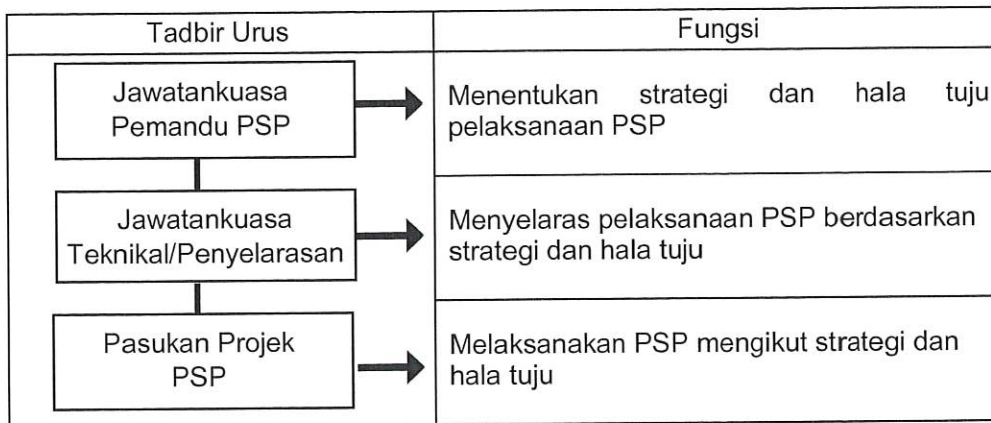 Tadbir Urus
Fungsi
Jawatankuasa
Pemandu PSP
Menentukan strategi dan hala tuju
pelaksanaan PSP
Jawatankuasa
Teknikal/Penyelarasan
Menyelaras pelaksanaan PSP berdasarkan
strategi dan hala tuju
Pasukan Projek
PSP
Melaksanakan PSP mengikut strategi dan
hala tuju